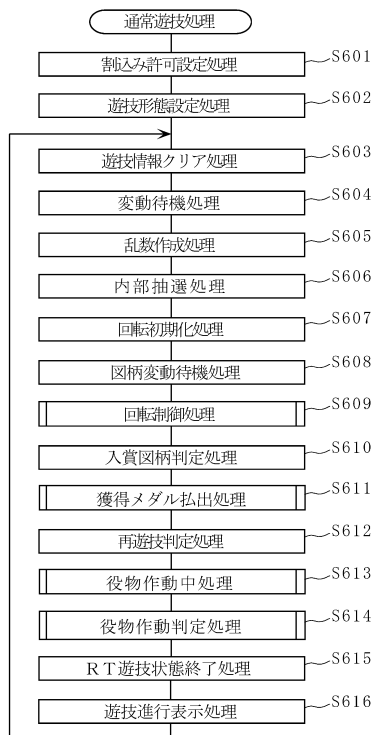 通常遊技処理
割込み許可設定処理 S601
遊技形態設定処理 S602
遊技情報クリア処理 S603
変動待機処理 S604
乱数作成処理 S605
内部抽選処理 S606
回転初期化処理 S607
図柄変動待機処理 S608
回転制御処理 S609
入賞図柄判定処理 S610
獲得メダル払出処理 S611
再遊技判定処理 S612
役物作動中処理 S613
役物作動判定処理 S614
RT遊技状態終了処理 S615
遊技進行表示処理 S616